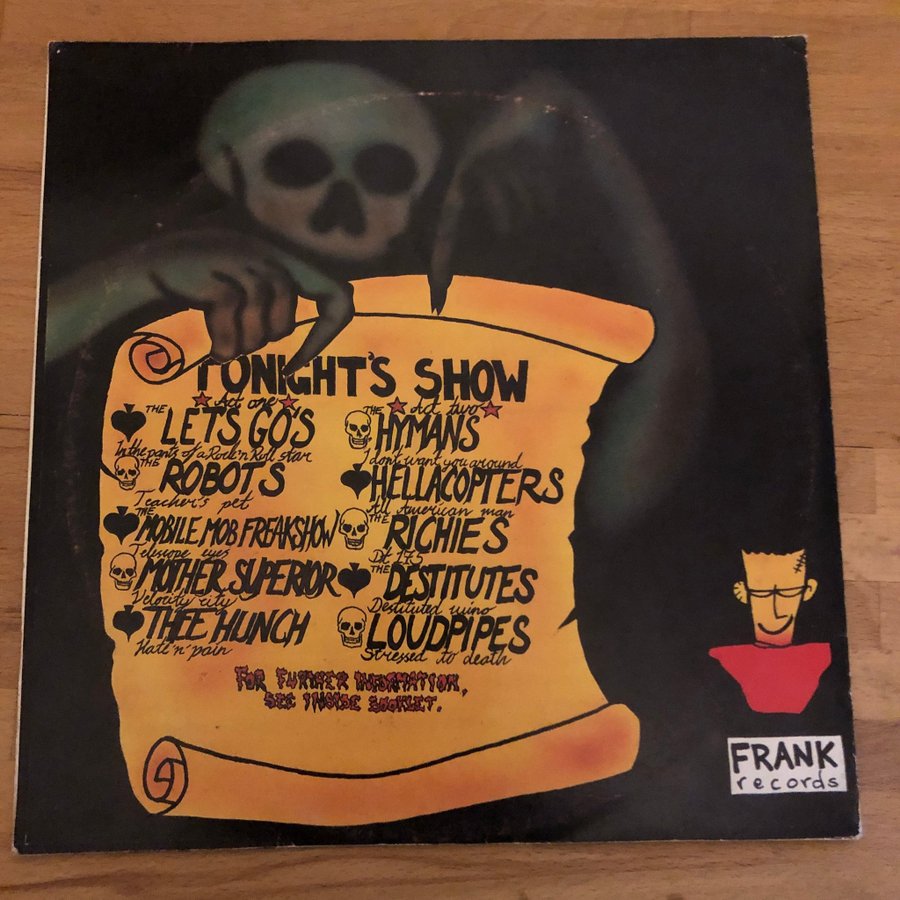 TONIGHT'S SHOW
Act one
THE LET'S GO'S
In the pants of a Rock'n Roll star
THE ROBOTS
Teacher's pet
THE MOBILE MOB FREAKSHOW
Telescope eyes
MOTHER SUPERIOR
Velocity city
THEE HUNCH
Hate 'n' pain
Act two
THE HYMANS
I don't want you around
HELLACOPTERS
All American man
THE RICHIES
Dt 175
THE DESTITUTES
Destituted wino
LOUDPIPES
Stressed to death
FOR FURTHER INFORMATION,
SEE INSIDE BOOKLET.
FRANK
records